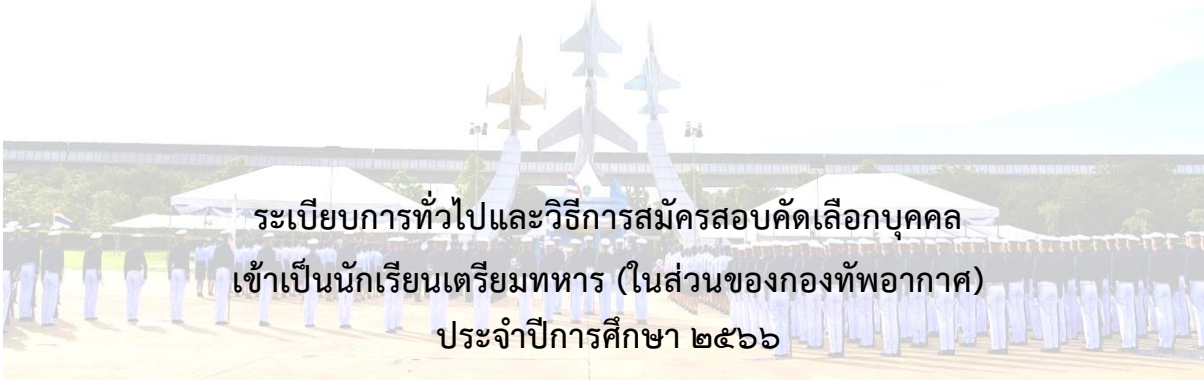 ระเบียบการทั่วไปและวิธีการสมัครสอบคัดเลือกบุคคล
เข้าเป็นนักเรียนเตรียมทหาร (ในส่วนของกองทัพอากาศ)
ประจำปีการศึกษา ๒๕๖๖